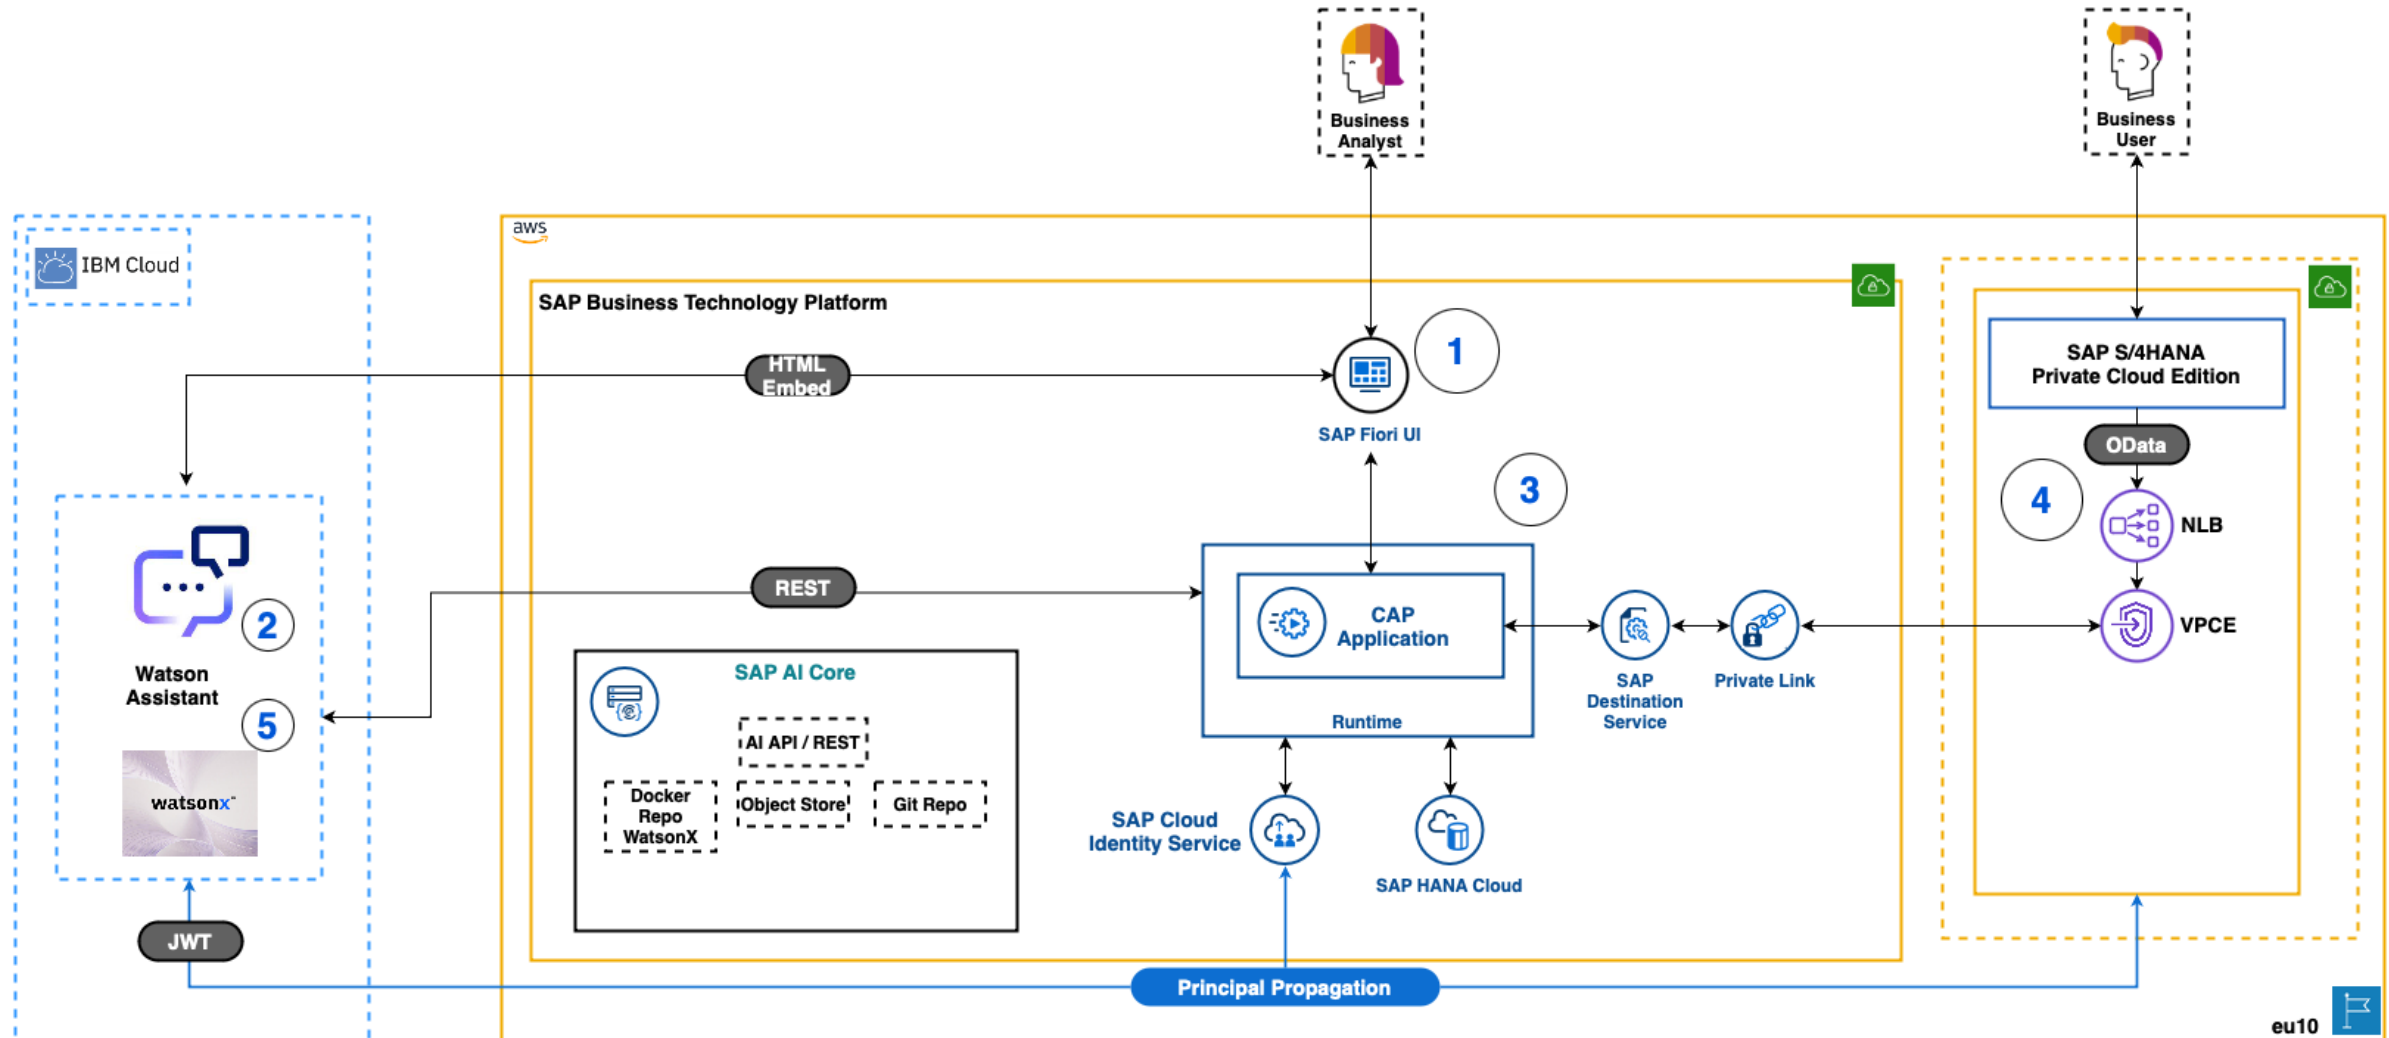 Business
Analyst
Business
User
aws
IBM Cloud
SAP Business Technology Platform
1
HTML
Embed
SAP Fiori UI
SAP S/4HANA
Private Cloud Edition
OData
3
4
NLB
REST
CAP
Application
VPCE
2
Watson
Assistant
SAP AI Core
SAP
Destination
Service
Private Link
5
Runtime
AI API / REST
watsonx
Docker
Repo
WatsonX
Object Store
Git Repo
SAP Cloud
Identity Service
SAP HANA Cloud
JWT
Principal Propagation
eu10